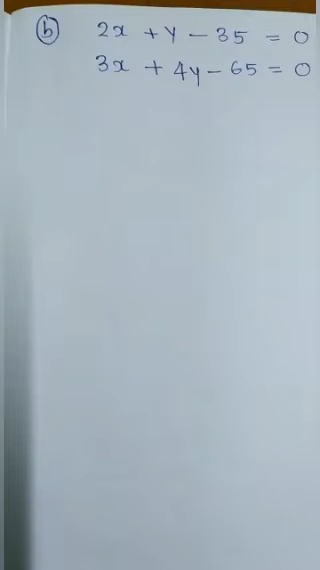 (b) 2x + y - 35 = 0
3x + 4y - 65 = 0